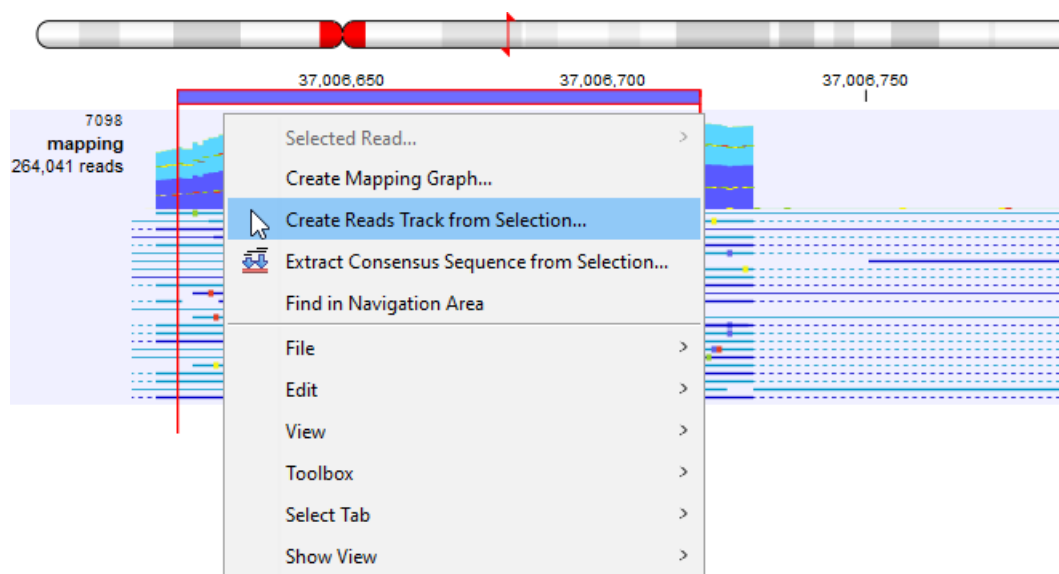 37,006,650
37,006,700
37,006,750
7098
mapping
264,041 reads
Selected Read...
Create Mapping Graph...
Create Reads Track from Selection...
Extract Consensus Sequence from Selection...
Find in Navigation Area
File
Edit
View
Toolbox
Select Tab
Show View